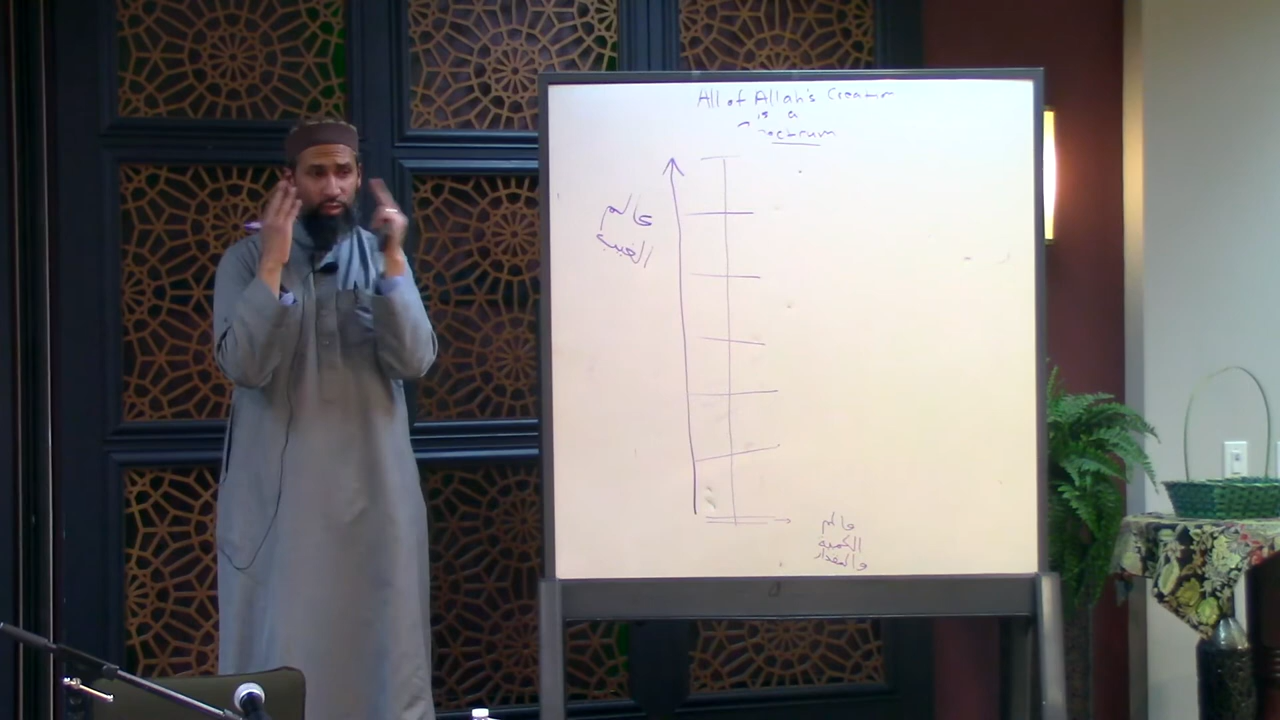 All of Allah's Creation
is a
Spectrum
عالم
الغيب
عالم
الكمية
والمقدار